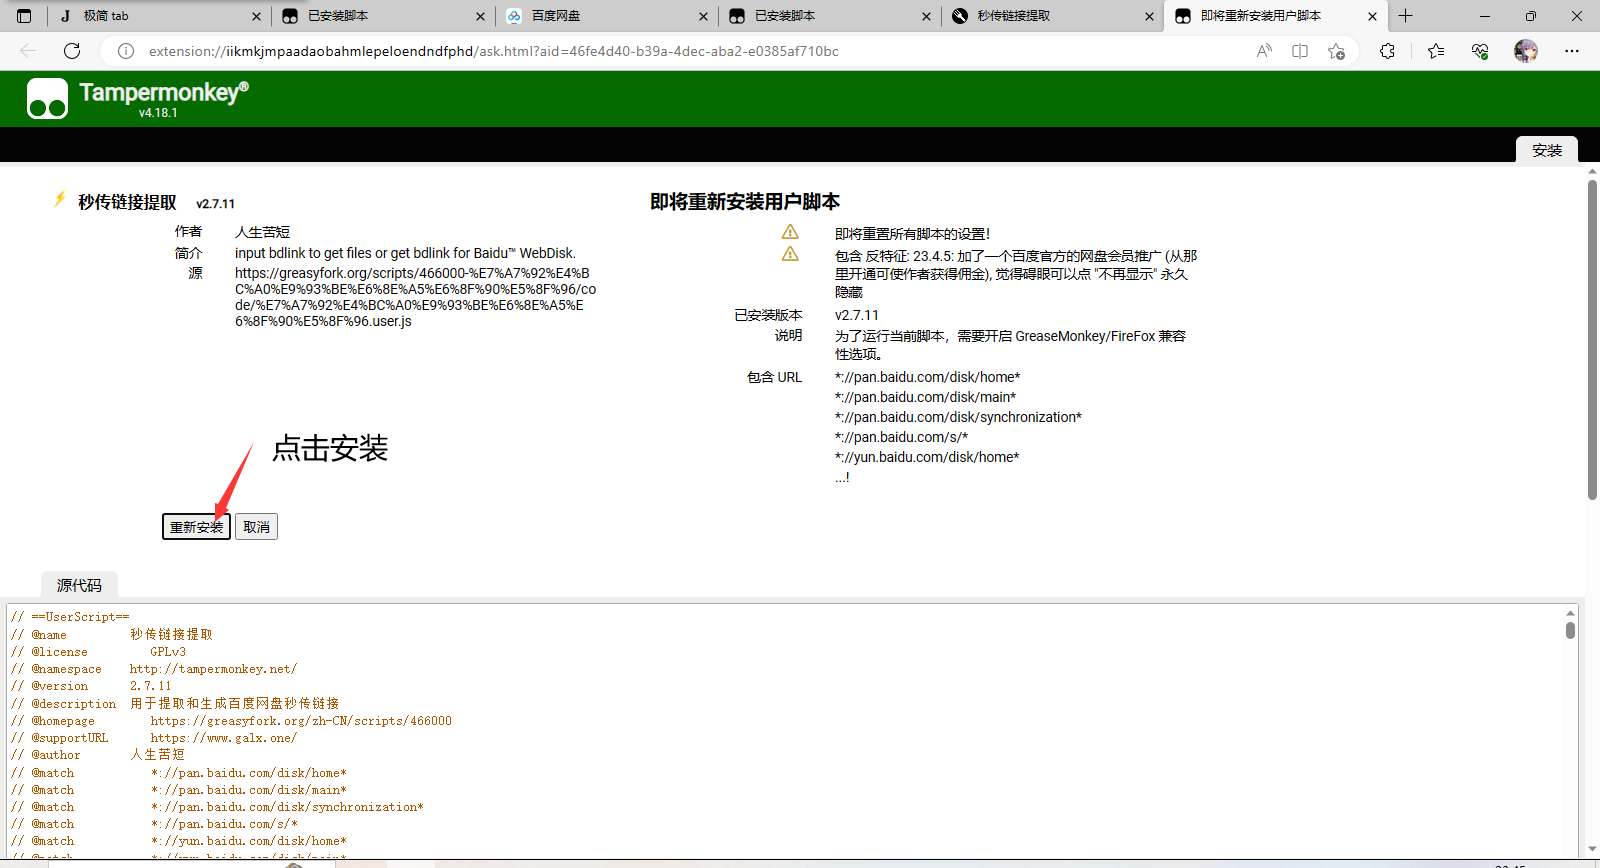 极简 tab
已安装脚本
百度网盘
已安装脚本
秒传链接提取
即将重新安装用户脚本
extension://iikmkjmpaadaobahmlepeloendndfphd/ask.html?aid=46fe4d40-b39a-4dec-aba2-e0385af710bc
Tampermonkey®
v4.18.1
安装
秒传链接提取 v2.7.11
作者 人生苦短
简介 input bdlink to get files or get bdlink for Baidu™ WebDisk.
源 https://greasyfork.org/scripts/466000-%E7%A7%92%E4%B
C%A0%E9%93%BE%E6%8E%A5%E6%8F%90%E5%8F%96/co
de/%E7%A7%92%E4%BC%A0%E9%93%BE%E6%8E%A5%E
6%8F%90%E5%8F%96.user.js
点击安装
重新安装 取消
即将重新安装用户脚本
即将重置所有脚本的设置！
包含 反特征: 23.4.5: 加了一个百度官方的网盘会员推广 (从那
里开通可使作者获得佣金), 觉得碍眼可以点 "不再显示" 永久
隐藏
已安装版本 v2.7.11
说明 为了运行当前脚本，需要开启 GreaseMonkey/FireFox 兼容
性选项。
包含 URL *://pan.baidu.com/disk/home*
*://pan.baidu.com/disk/main*
*://pan.baidu.com/disk/synchronization*
*://pan.baidu.com/s/*
*://yun.baidu.com/disk/home*
...!
源代码
// ==UserScript==
// @name 秒传链接提取
// @license GPLv3
// @namespace http://tampermonkey.net/
// @version 2.7.11
// @description 用于提取和生成百度网盘秒传链接
// @homepage https://greasyfork.org/zh-CN/scripts/466000
// @supportURL https://www.galx.one/
// @author 人生苦短
// @match *://pan.baidu.com/disk/home*
// @match *://pan.baidu.com/disk/main*
// @match *://pan.baidu.com/disk/synchronization*
// @match *://pan.baidu.com/s/*
// @match *://yun.baidu.com/disk/home*